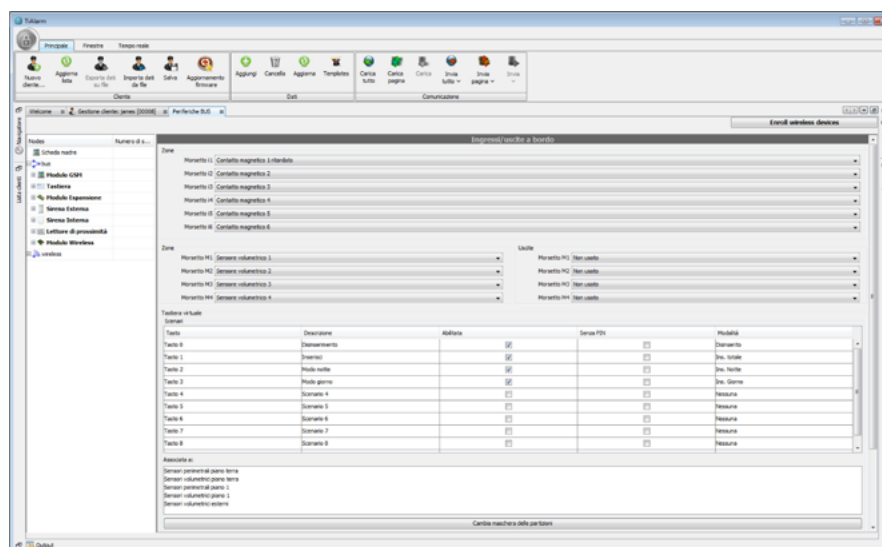 TiAlarm
Principale Finestre Tempo reale
Nuovo cliente... Aggiorna lista Esporta dati su file Importa dati da file Salva Aggiornamento firmware Aggiungi Cancella Aggiorna Templates Carica tutto Carica pagina Carica Invia tutto Invia pagina Invia
Cliente Dati Comunicazione
Welcome Gestione cliente: james [00008] Periferiche BUS
Enroll wireless devices
Navigatore
Lista clienti
Nodes Numero di s...
Scheda madre
bus
Modulo GSM
Tastiera
Modulo Expansione
Sirena Esterna
Sirena Interna
Lettore di prossimità
Modulo Wireless
wireless
Ingressi/uscite a bordo
Zone
Morsetto i1 Contatto magnetico 1 ritardato
Morsetto i2 Contatto magnetico 2
Morsetto i3 Contatto magnetico 3
Morsetto i4 Contatto magnetico 4
Morsetto i5 Contatto magnetico 5
Morsetto i6 Contatto magnetico 6
Zone Uscite
Morsetto M1 Sensore volumetrico 1 Morsetto M1 Non usato
Morsetto M2 Sensore volumetrico 2 Morsetto M2 Non usato
Morsetto M3 Sensore volumetrico 3 Morsetto M3 Non usato
Morsetto M4 Sensore volumetrico 4 Morsetto M4 Non usato
Tastiera virtuale
Scenari
Tasto Descrizione Abilitata Senza PIN Modalità
Tasto 0 Disinserimento Disinserito
Tasto 1 Inserisci Ins. totale
Tasto 2 Modo notte Ins. Notte
Tasto 3 Modo giorno Ins. Giorno
Tasto 4 Scenario 4 Nessuna
Tasto 5 Scenario 5 Nessuna
Tasto 6 Scenario 6 Nessuna
Tasto 7 Scenario 7 Nessuna
Tasto 8 Scenario 8 Nessuna
Associata a:
Sensori perimetrali piano terra
Sensori volumetrici piano terra
Sensori perimetrali piano 1
Sensori volumetrici piano 1
Sensori volumetrici esterni
Cambia maschera delle partizioni
Output